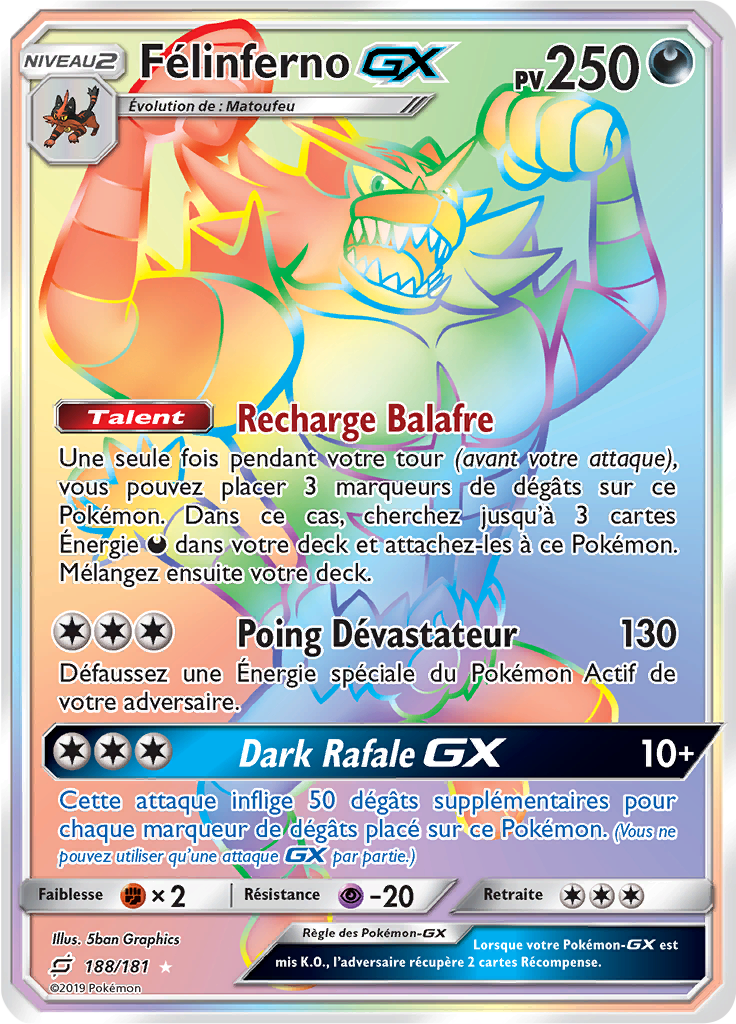 NIVEAU 2 Félinferno GX PV 250
Évolution de : Matoufeu
Talent Recharge Balafre
Une seule fois pendant votre tour (avant votre attaque),
vous pouvez placer 3 marqueurs de dégâts sur ce
Pokémon. Dans ce cas, cherchez jusqu'à 3 cartes
Énergie dans votre deck et attachez-les à ce Pokémon.
Mélangez ensuite votre deck.
Poing Dévastateur 130
Défaussez une Énergie spéciale du Pokémon Actif de
votre adversaire.
Dark Rafale GX 10+
Cette attaque inflige 50 dégâts supplémentaires pour
chaque marqueur de dégâts placé sur ce Pokémon. (Vous ne
pouvez utiliser qu'une attaque GX par partie.)
Faiblesse ×2 Résistance -20 Retraite
Illus. 5ban Graphics
Règle des Pokémon-GX
Lorsque votre Pokémon-GX est
mis K.O., l'adversaire récupère 2 cartes Récompense.
188/181
©2019 Pokémon